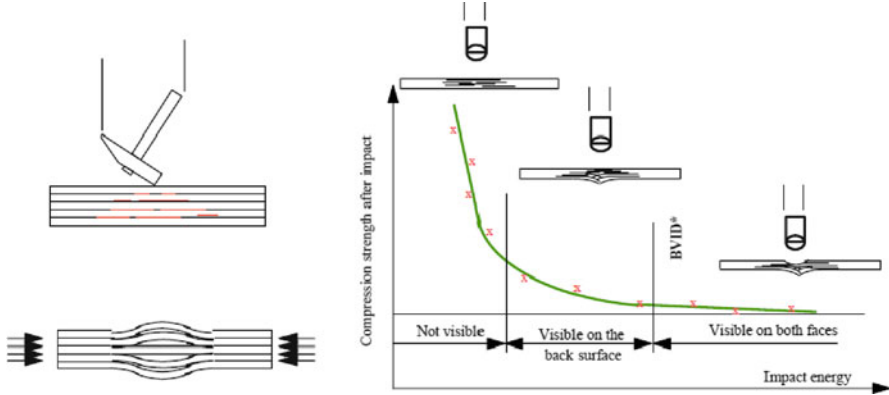 Compression strength after impact
BVID*
Not visible
Visible on the
back surface
Visible on both faces
Impact energy